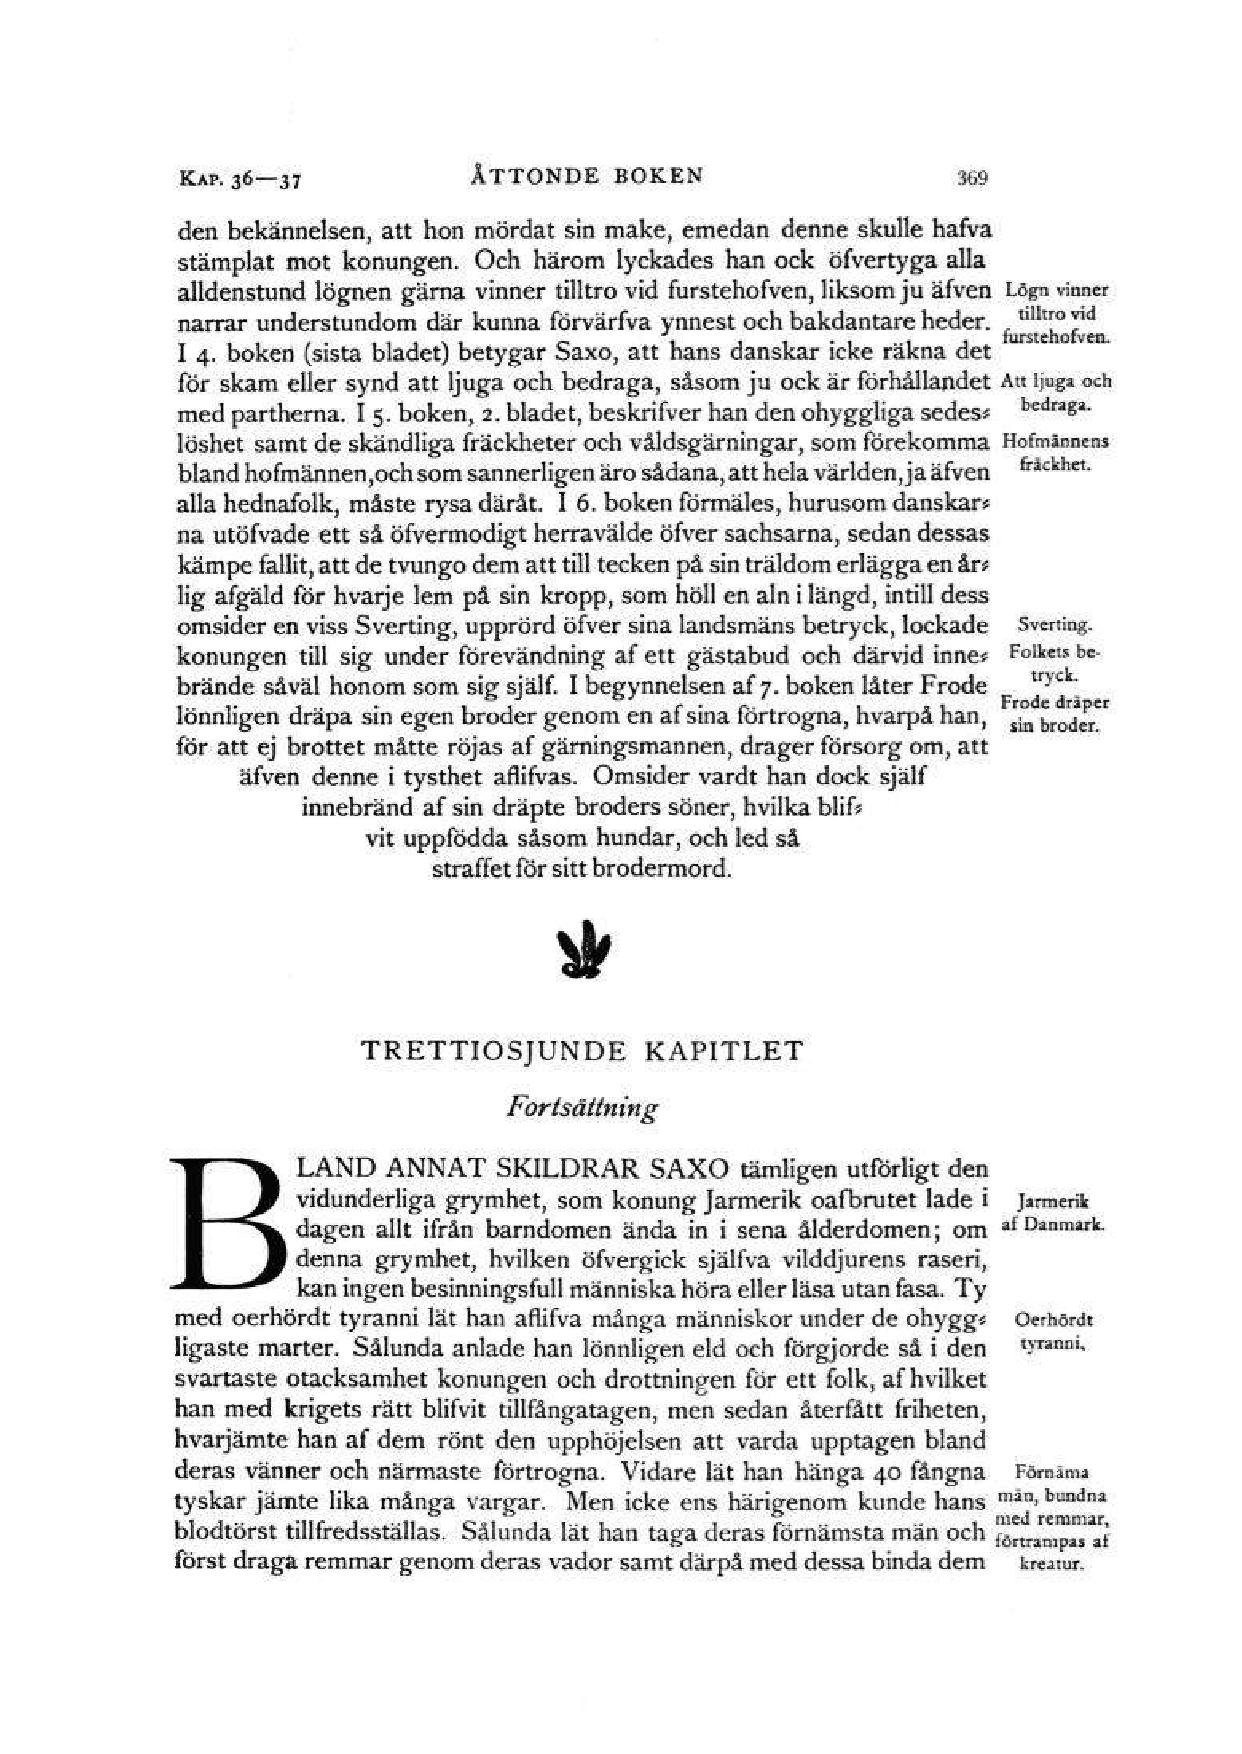 KAP. 36—37 ÅTTONDE BOKEN 369
den bekännelsen, att hon mördat sin make, emedan denne skulle hafva
stämplat mot konungen. Och härom lyckades han ock öfvertyga alla
alldenstund lögnen gärna vinner tilltro vid furstehofven, liksom ju äfven
narrar understundom där kunna förvärfva ynnest och bakdantare heder.
I 4. boken (sista bladet) betygar Saxo, att hans danskar icke räkna det
för skam eller synd att ljuga och bedraga, såsom ju ock är förhållandet
med partherna. I 5. boken, 2. bladet, beskrifver han den ohyggliga sedes-
löshet samt de skändliga fräckheter och våldsgärningar, som förekomma
bland hofmännen, och som sannerligen äro sådana, att hela världen, ja äfven
alla hednafolk, måste rysa däråt. I 6. boken förmäles, hurusom danskar-
na utöfvade ett så öfvermodigt herravälde öfver sachsarna, sedan dessas
kämpe fallit, att de tvungo dem att till tecken på sin träldom erlägga en år-
lig afgäld för hvarje lem på sin kropp, som höll en aln i längd, intill dess
omsider en viss Sverting, upprörd öfver sina landsmäns betryck, lockade
konungen till sig under förevändning af ett gästabud och därvid inne-
brände såväl honom som sig själf. I begynnelsen af 7. boken låter Frode
lönnligen dräpa sin egen broder genom en af sina förtrogna, hvarpå han,
för att ej brottet måtte röjas af gärningsmannen, drager försorg om, att
äfven denne i tysthet aflifvas. Omsider vardt han dock själf
innebränd af sin dräpte broders söner, hvilka blif-
vit uppfödda såsom hundar, och led så
straffet för sitt brodermord.
Lögn vinner
tilltro vid
furstehofven.
Att ljuga och
bedraga.
Hofmännens
fräckhet.
Sverting.
Folkets be-
tryck.
Frode dräper
sin broder.
TRETTIOSJUNDE KAPITLET
Fortsättning
BLAND ANNAT SKILDRAR SAXO tämligen utförligt den
vidunderliga grymhet, som konung Jarmerik oafbrutet lade i
dagen allt ifrån barndomen ända in i sena ålderdomen; om
denna grymhet, hvilken öfvergick själfva vilddjurens raseri,
kan ingen besinningsfull människa höra eller läsa utan fasa. Ty
med oerhördt tyranni lät han aflifva många människor under de ohygg-
ligaste marter. Sålunda anlade han lönnligen eld och förgjorde så i den
svartaste otacksamhet konungen och drottningen för ett folk, af hvilket
han med krigets rätt blifvit tillfångatagen, men sedan återfått friheten,
hvarjämte han af dem rönt den upphöjelsen att varda upptagen bland
deras vänner och närmaste förtrogna. Vidare lät han hänga 40 fångna
tyskar jämte lika många vargar. Men icke ens härigenom kunde hans
blodtörst tillfredsställas. Sålunda lät han taga deras förnämsta män och
först draga remmar genom deras vador samt därpå med dessa binda dem
Jarmerik
af Danmark.
Oerhördt
tyranni.
Förnäma
män, bundna
med remmar,
förtrampas af
kreatur.